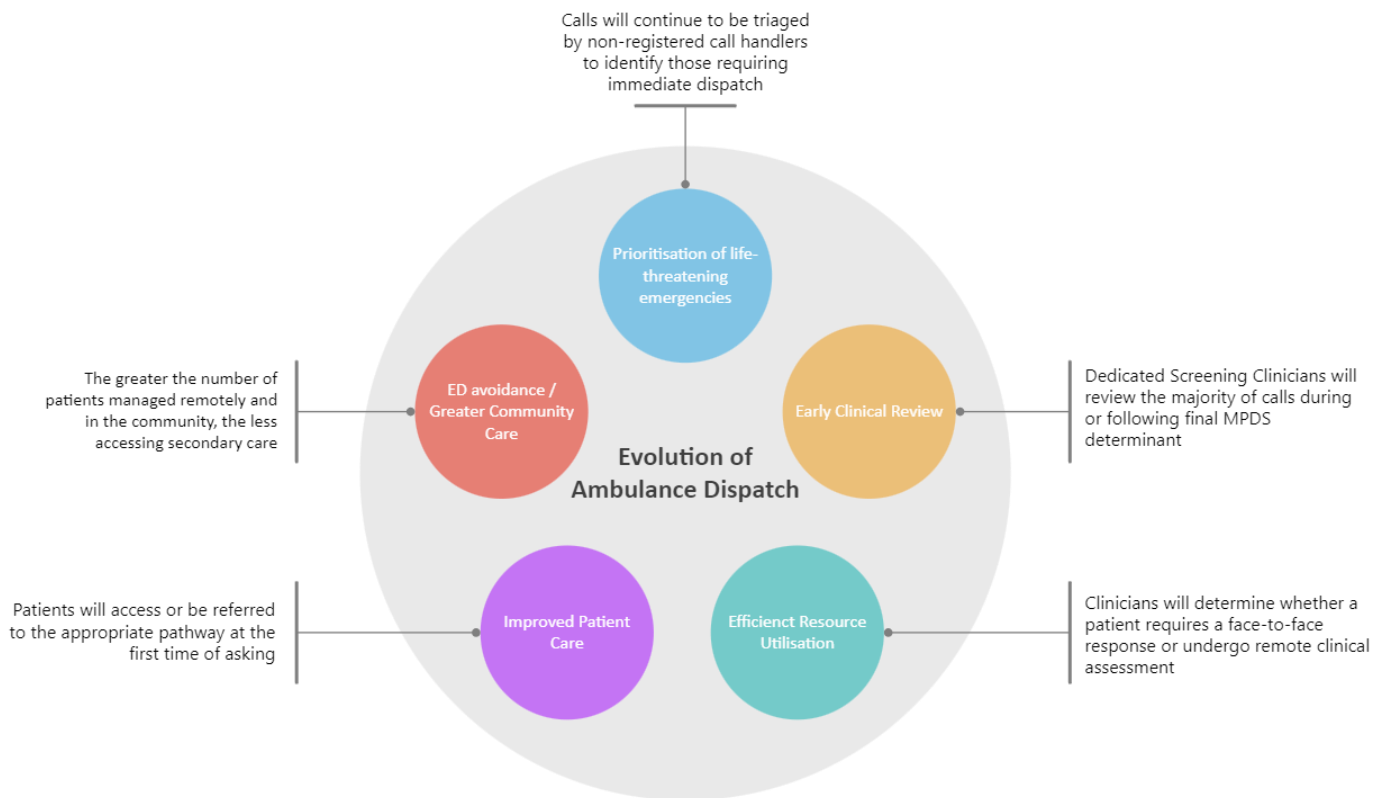 Calls will continue to be triaged
by non-registered call handlers
to identify those requiring
immediate dispatch
Prioritisation of life-
threatening
emergencies
The greater the number of
patients managed remotely and
in the community, the less
accessing secondary care
ED avoidance /
Greater Community
Care
Early Clinical Review
Dedicated Screening Clinicians will
review the majority of calls during
or following final MPDS
determinant
Evolution of
Ambulance Dispatch
Patients will access or be referred
to the appropriate pathway at the
first time of asking
Improved Patient
Care
Efficienct Resource
Utilisation
Clinicians will determine whether a
patient requires a face-to-face
response or undergo remote clinical
assessment